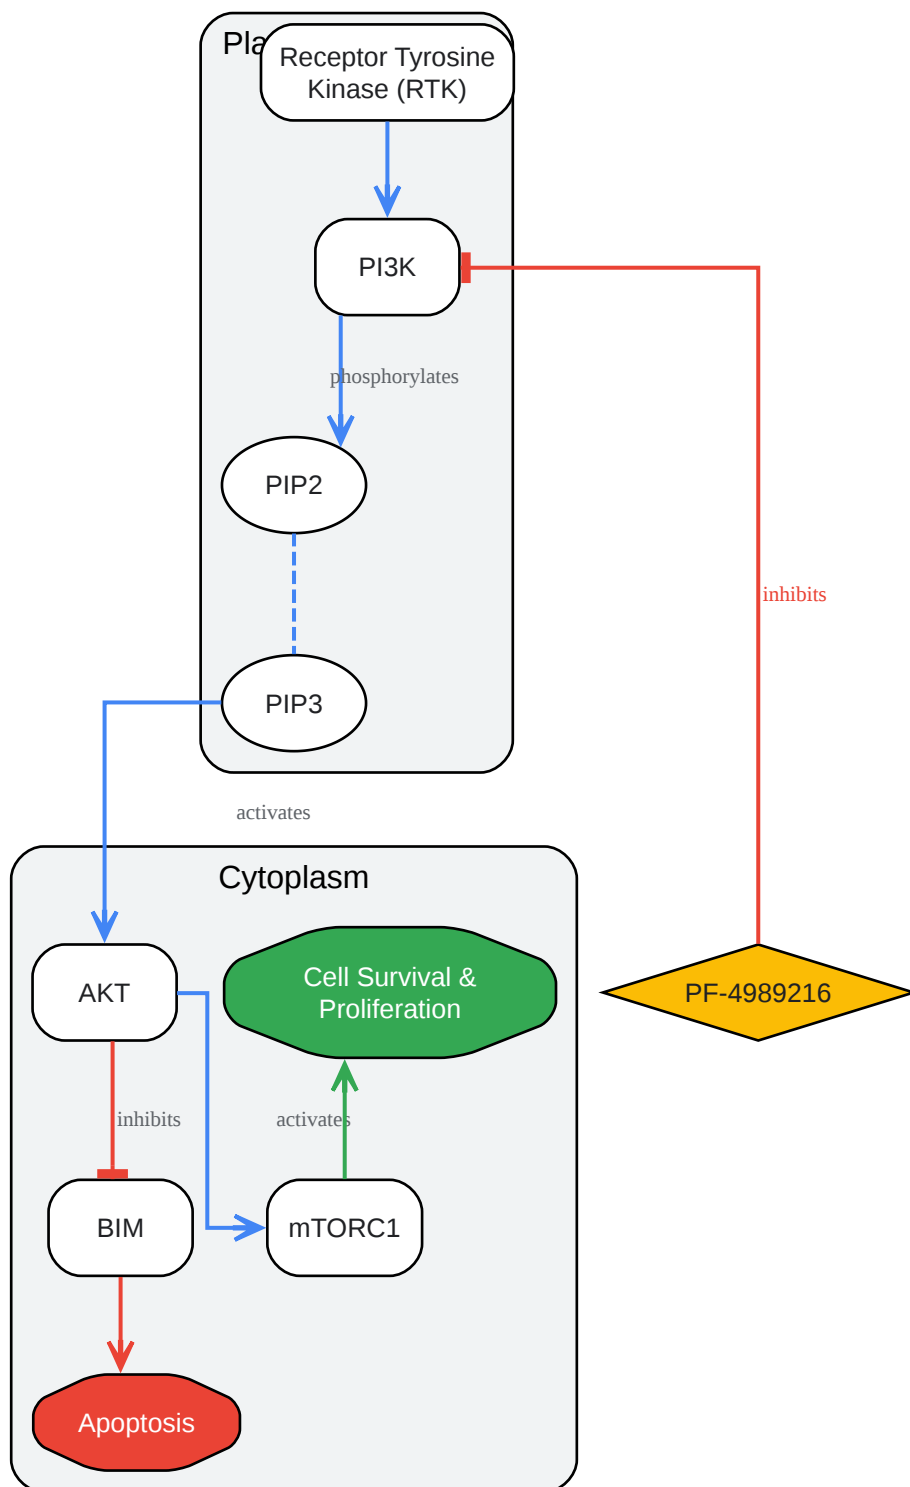 Receptor Tyrosine
Kinase (RTK)
PI3K
phosphorylates
PIP2
inhibits
PIP3
activates
Cytoplasm
AKT
Cell Survival &
Proliferation
PF-4989216
inhibits
activates
BIM
mTORC1
Apoptosis